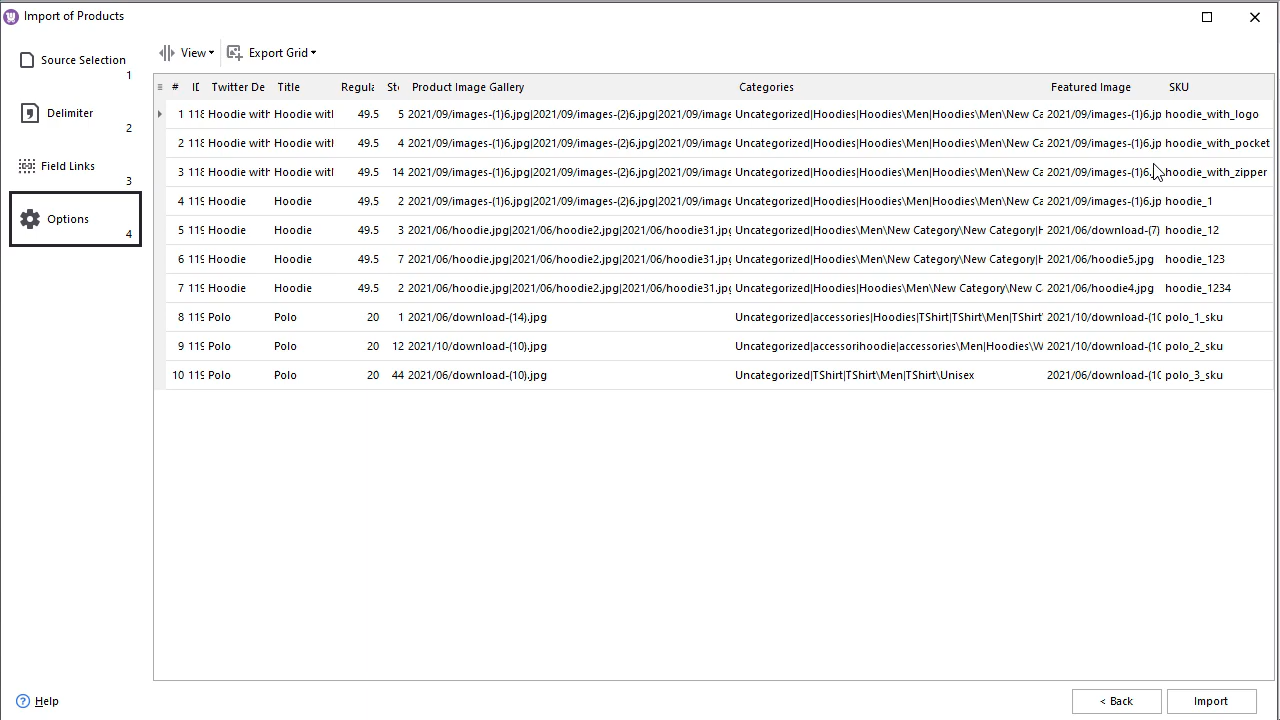 Import of Products
Source Selection
1
Delimiter
2
Field Links
3
Options
4
View
Export Grid
# ID Twitter De Title Regula Sto Product Image Gallery Categories Featured Image SKU
1 118 Hoodie with Hoodie with 49.5 5 2021/09/images-(1)6.jpg|2021/09/images-(2)6.jpg|2021/09/image Uncategorized|Hoodies|Hoodies\Men|Hoodies\Men\New Ca 2021/09/images-(1)6.jp hoodie_with_logo
2 118 Hoodie with Hoodie with 49.5 4 2021/09/images-(1)6.jpg|2021/09/images-(2)6.jpg|2021/09/image Uncategorized|Hoodies|Hoodies\Men|Hoodies\Men\New Ca 2021/09/images-(1)6.jp hoodie_with_pocket
3 118 Hoodie with Hoodie with 49.5 14 2021/09/images-(1)6.jpg|2021/09/images-(2)6.jpg|2021/09/image Uncategorized|Hoodies|Hoodies\Men|Hoodies\Men\New Ca 2021/09/images-(1)6. hoodie_with_zipper
4 119 Hoodie Hoodie 49.5 2 2021/09/images-(1)6.jpg|2021/09/images-(2)6.jpg|2021/09/image Uncategorized|Hoodies|Hoodies\Men|Hoodies\Men\New Ca 2021/09/images-(1)6.jp hoodie_1
5 119 Hoodie Hoodie 49.5 3 2021/06/hoodie.jpg|2021/06/hoodie2.jpg|2021/06/hoodie31.jpg Uncategorized|Hoodies\Men\New Category\New Category|H 2021/06/download-(7) hoodie_12
6 119 Hoodie Hoodie 49.5 7 2021/06/hoodie.jpg|2021/06/hoodie2.jpg|2021/06/hoodie31.jpg Uncategorized|Hoodies\Men\New Category\New Category|H 2021/06/hoodie5.jpg hoodie_123
7 119 Hoodie Hoodie 49.5 2 2021/06/hoodie.jpg|2021/06/hoodie2.jpg|2021/06/hoodie31.jpg Uncategorized|Hoodies|Hoodies\Men\New Category\New C 2021/06/hoodie4.jpg hoodie_1234
8 119 Polo Polo 20 1 2021/06/download-(14).jpg Uncategorized|accessories|Hoodies|TShirt|TShirt\Men|TShirt 2021/10/download-(10 polo_1_sku
9 119 Polo Polo 20 12 2021/10/download-(10).jpg Uncategorized|accessorihoodie|accessories\Men|Hoodies\W 2021/10/download-(10 polo_2_sku
10 119 Polo Polo 20 44 2021/06/download-(10).jpg Uncategorized|TShirt|TShirt\Men|TShirt\Unisex 2021/06/download-(10 polo_3_sku
Help
< Back
Import